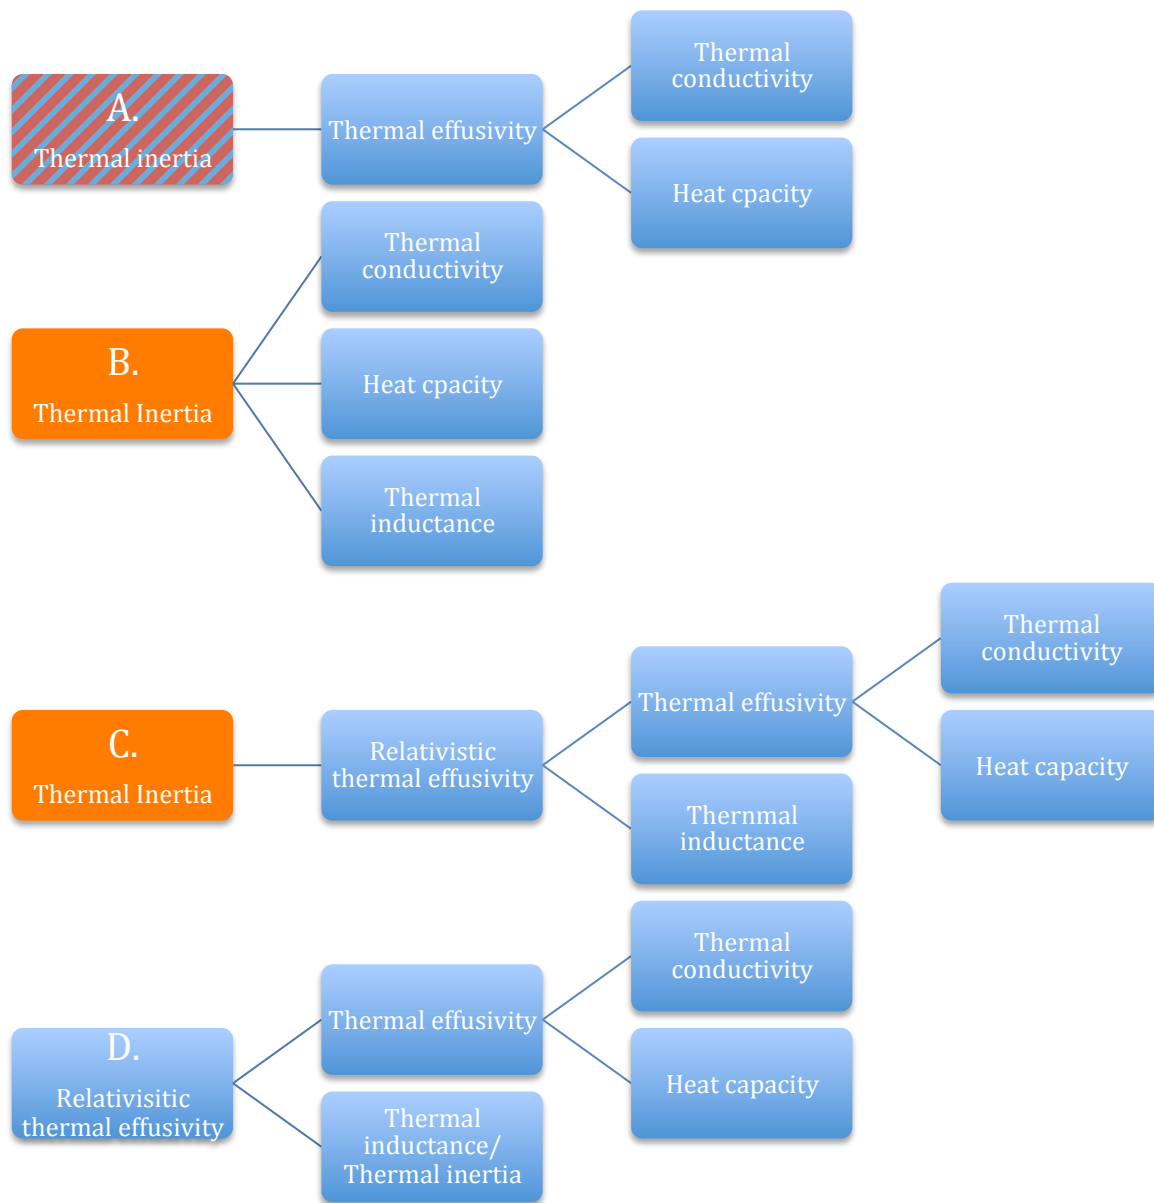 A.
Thermal inertia
Thermal effusivity
Thermal
conductivity
Heat cpacity
B.
Thermal Inertia
Thermal
conductivity
Heat cpacity
Thermal
inductance
C.
Thermal Inertia
Relativistic
thermal effusivity
Thermal effusivity
Thermal
conductivity
Heat capacity
Thernmal
inductance
D.
Relativisitic
thermal effusivity
Thermal effusivity
Thermal
conductivity
Heat capacity
Thermal
inductance/
Thermal inertia